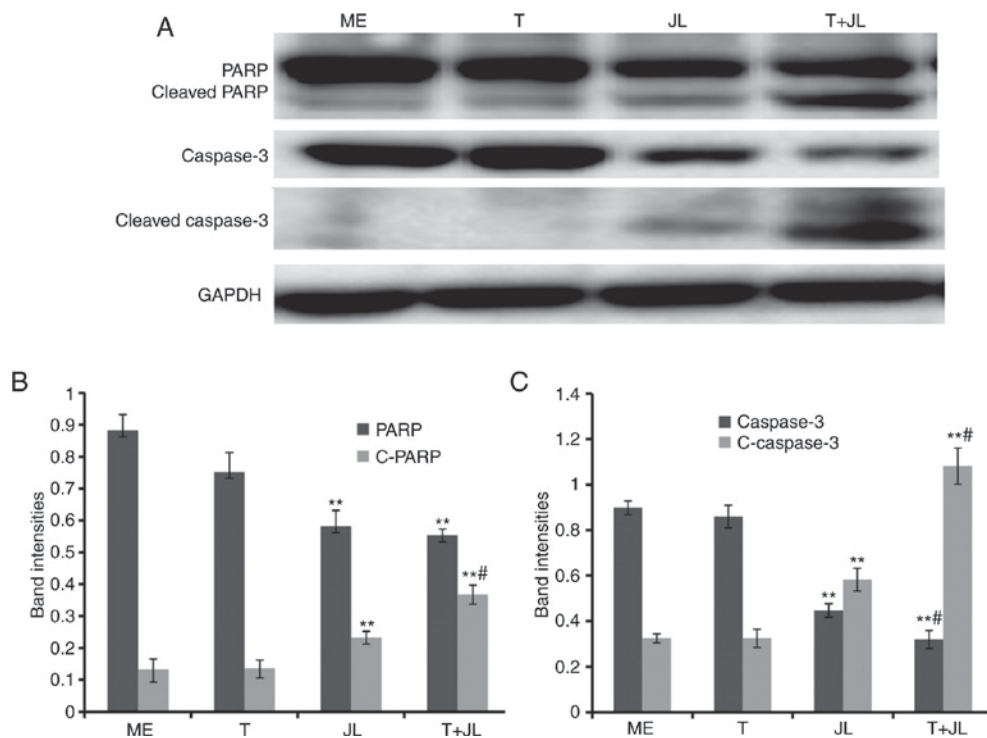 A
ME T JL T+JL
PARP
Cleaved PARP
Caspase-3
Cleaved caspase-3
GAPDH
B
Band intensities
1
0.9
0.8
0.7
0.6
0.5
0.4
0.3
0.2
0.1
0
PARP
C-PARP
**
**
**
**#
ME T JL T+JL
C
Band intensities
1.4
1.2
1
0.8
0.6
0.4
0.2
0
Caspase-3
C-caspase-3
**
**
**#
**#
ME T JL T+JL